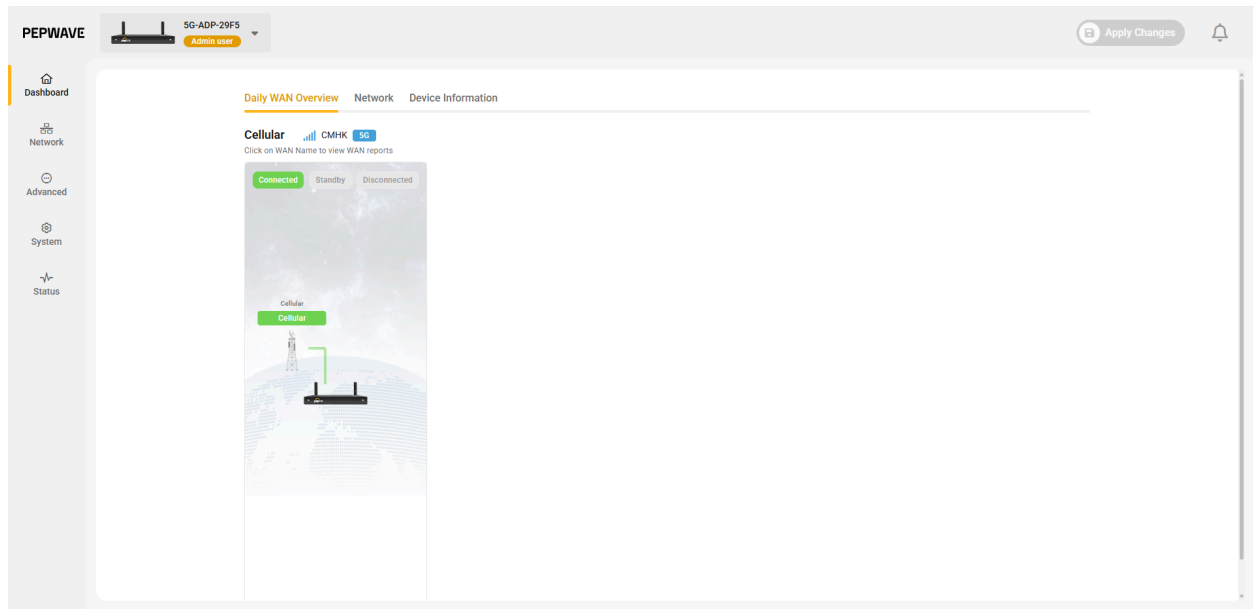 PEPWAVE
5G-ADP-29F5
Admin user
Apply Changes
Dashboard
Network
Advanced
System
Status
Daily WAN Overview Network Device Information
Cellular CMHK 5G
Click on WAN Name to view WAN reports
Connected Standby Disconnected
Cellular
Cellular